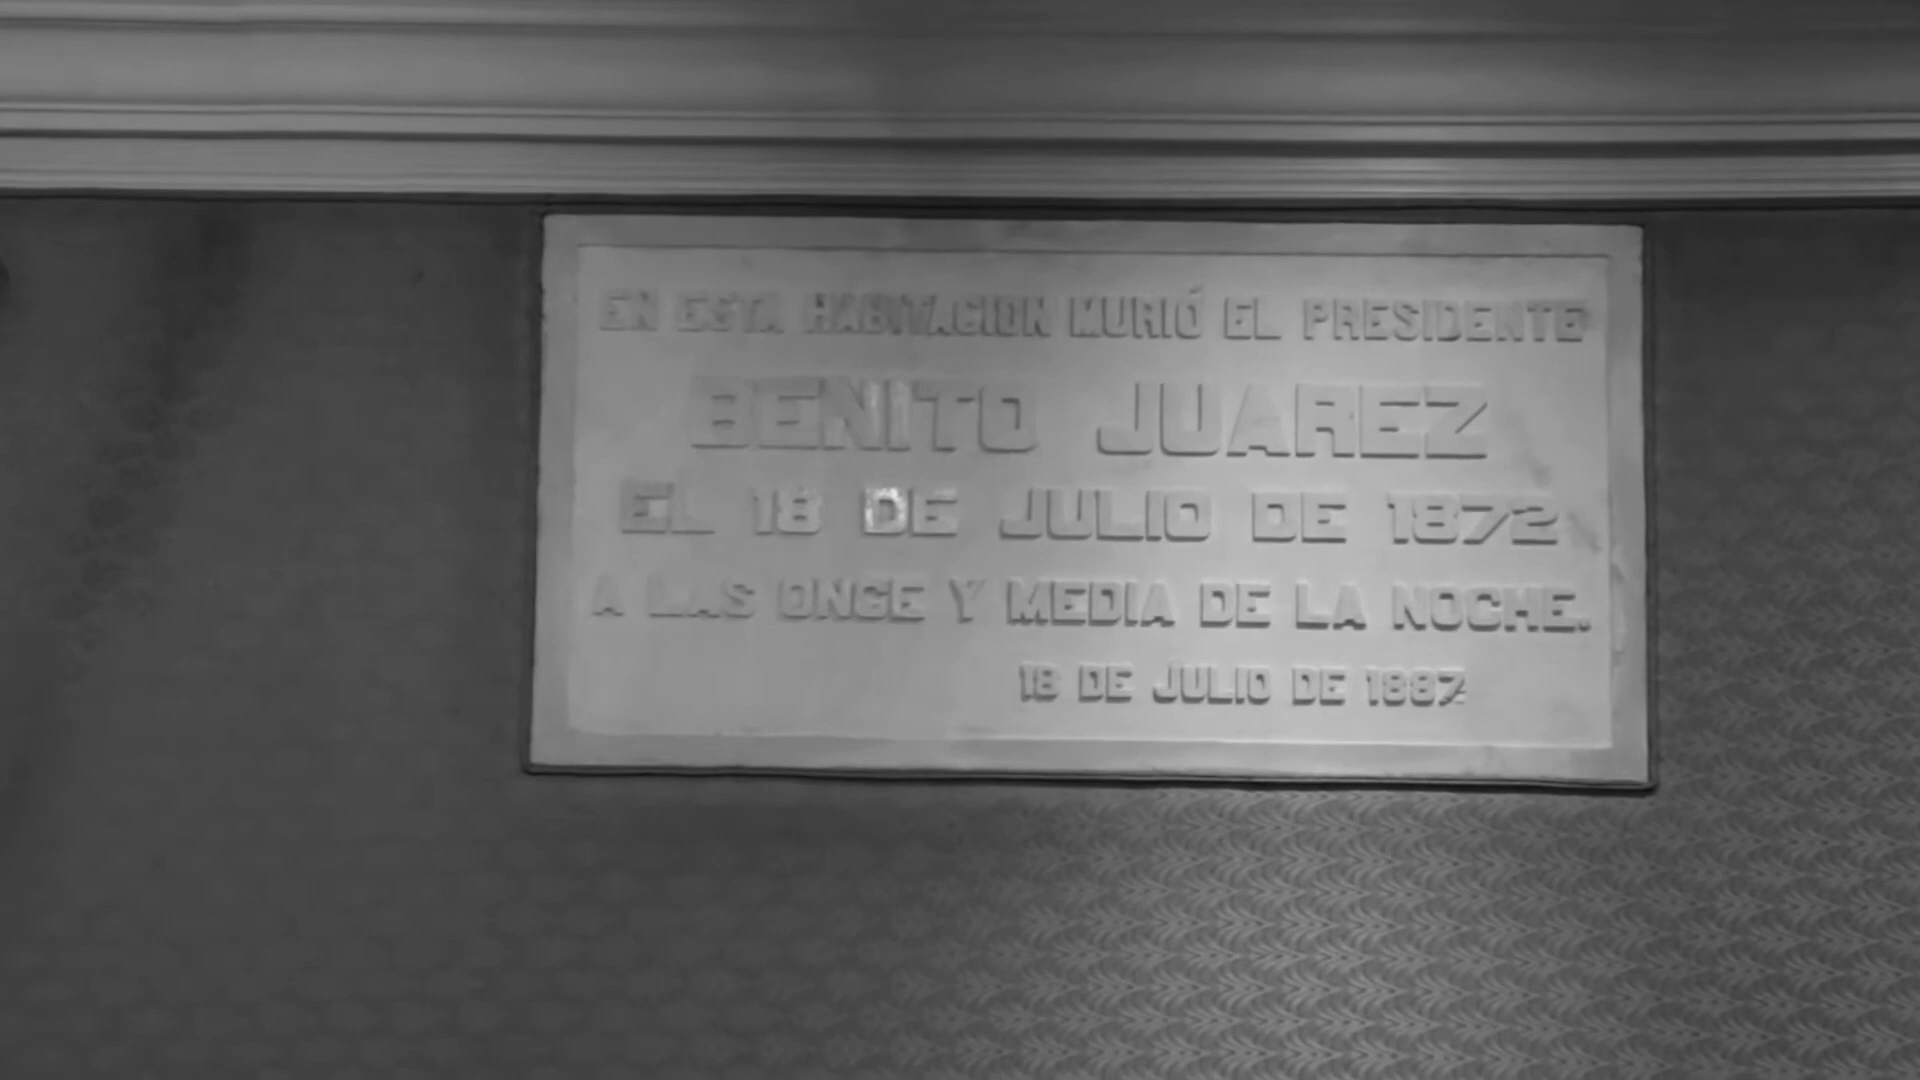 EN ESTA HABITACION MURIÓ EL PRESIDENTE
BENITO JUAREZ
EL 18 DE JULIO DE 1872
A LAS ONCE Y MEDIA DE LA NOCHE.
18 DE JULIO DE 1887